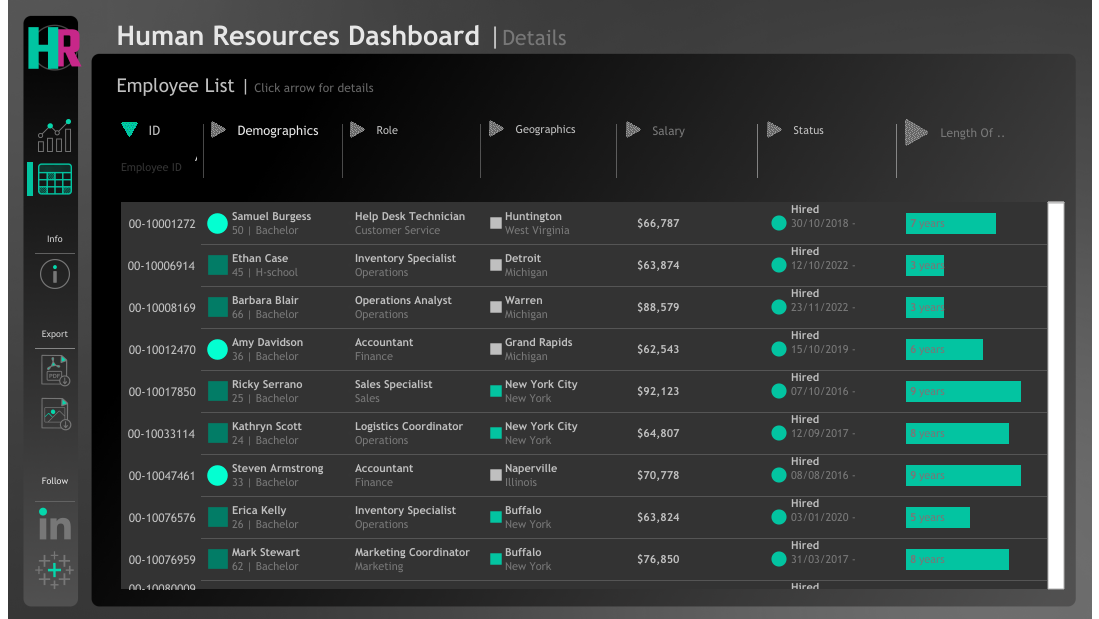 HR
Human Resources Dashboard | Details
Employee List | Click arrow for details
ID
Demographics
Role
Geographics
Salary
Status
Length Of ..
Employee ID
Info
Export
PDF
Follow
in
00-10001272
Samuel Burgess
50 | Bachelor
Help Desk Technician
Customer Service
Huntington
West Virginia
$66,787
Hired
30/10/2018 -
7 years
00-10006914
Ethan Case
45 | H-school
Inventory Specialist
Operations
Detroit
Michigan
$63,874
Hired
12/10/2022 -
3 years
00-10008169
Barbara Blair
66 | Bachelor
Operations Analyst
Operations
Warren
Michigan
$88,579
Hired
23/11/2022 -
3 years
00-10012470
Amy Davidson
36 | Bachelor
Accountant
Finance
Grand Rapids
Michigan
$62,543
Hired
15/10/2019 -
6 years
00-10017850
Ricky Serrano
25 | Bachelor
Sales Specialist
Sales
New York City
New York
$92,123
Hired
07/10/2016 -
9 years
00-10033114
Kathryn Scott
24 | Bachelor
Logistics Coordinator
Operations
New York City
New York
$64,807
Hired
12/09/2017 -
8 years
00-10047461
Steven Armstrong
33 | Bachelor
Accountant
Finance
Naperville
Illinois
$70,778
Hired
08/08/2016 -
9 years
00-10076576
Erica Kelly
26 | Bachelor
Inventory Specialist
Operations
Buffalo
New York
$63,824
Hired
03/01/2020 -
5 years
00-10076959
Mark Stewart
62 | Bachelor
Marketing Coordinator
Marketing
Buffalo
New York
$76,850
Hired
31/03/2017 -
8 years
00-10080009
Hired